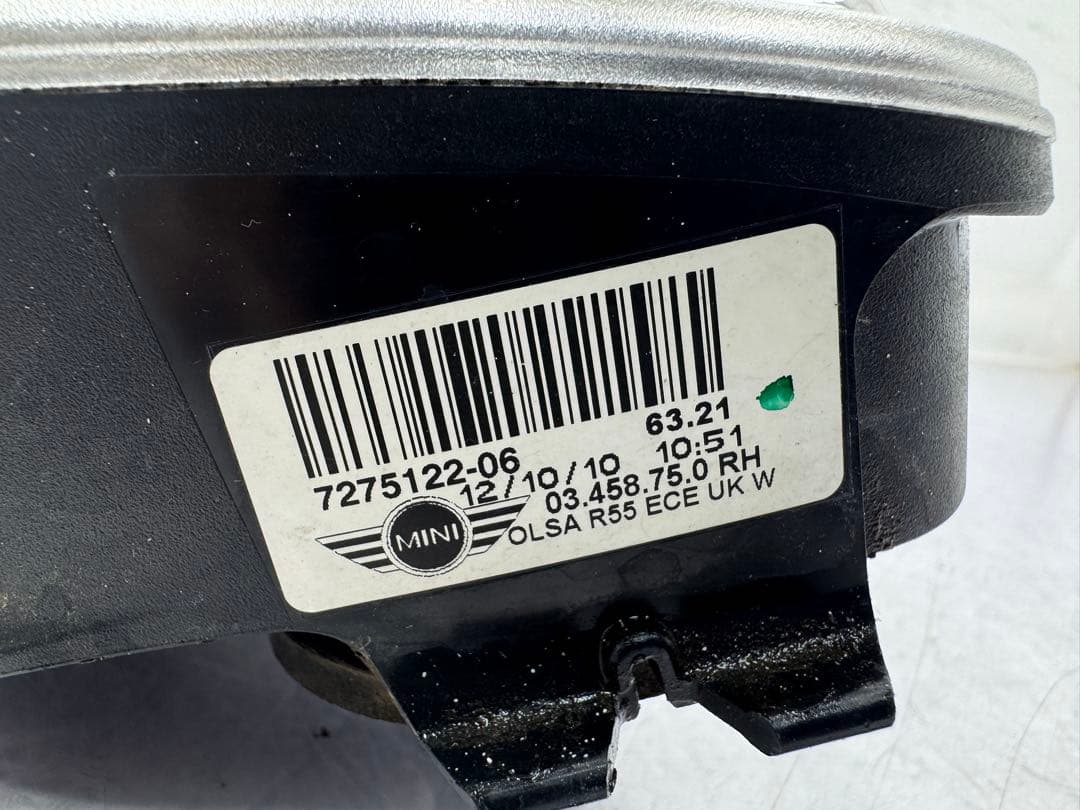 7275122-06
63.21
12/10/10 10:51
03.458.75.0 RH
OLSA R55 ECE UK W
MINI